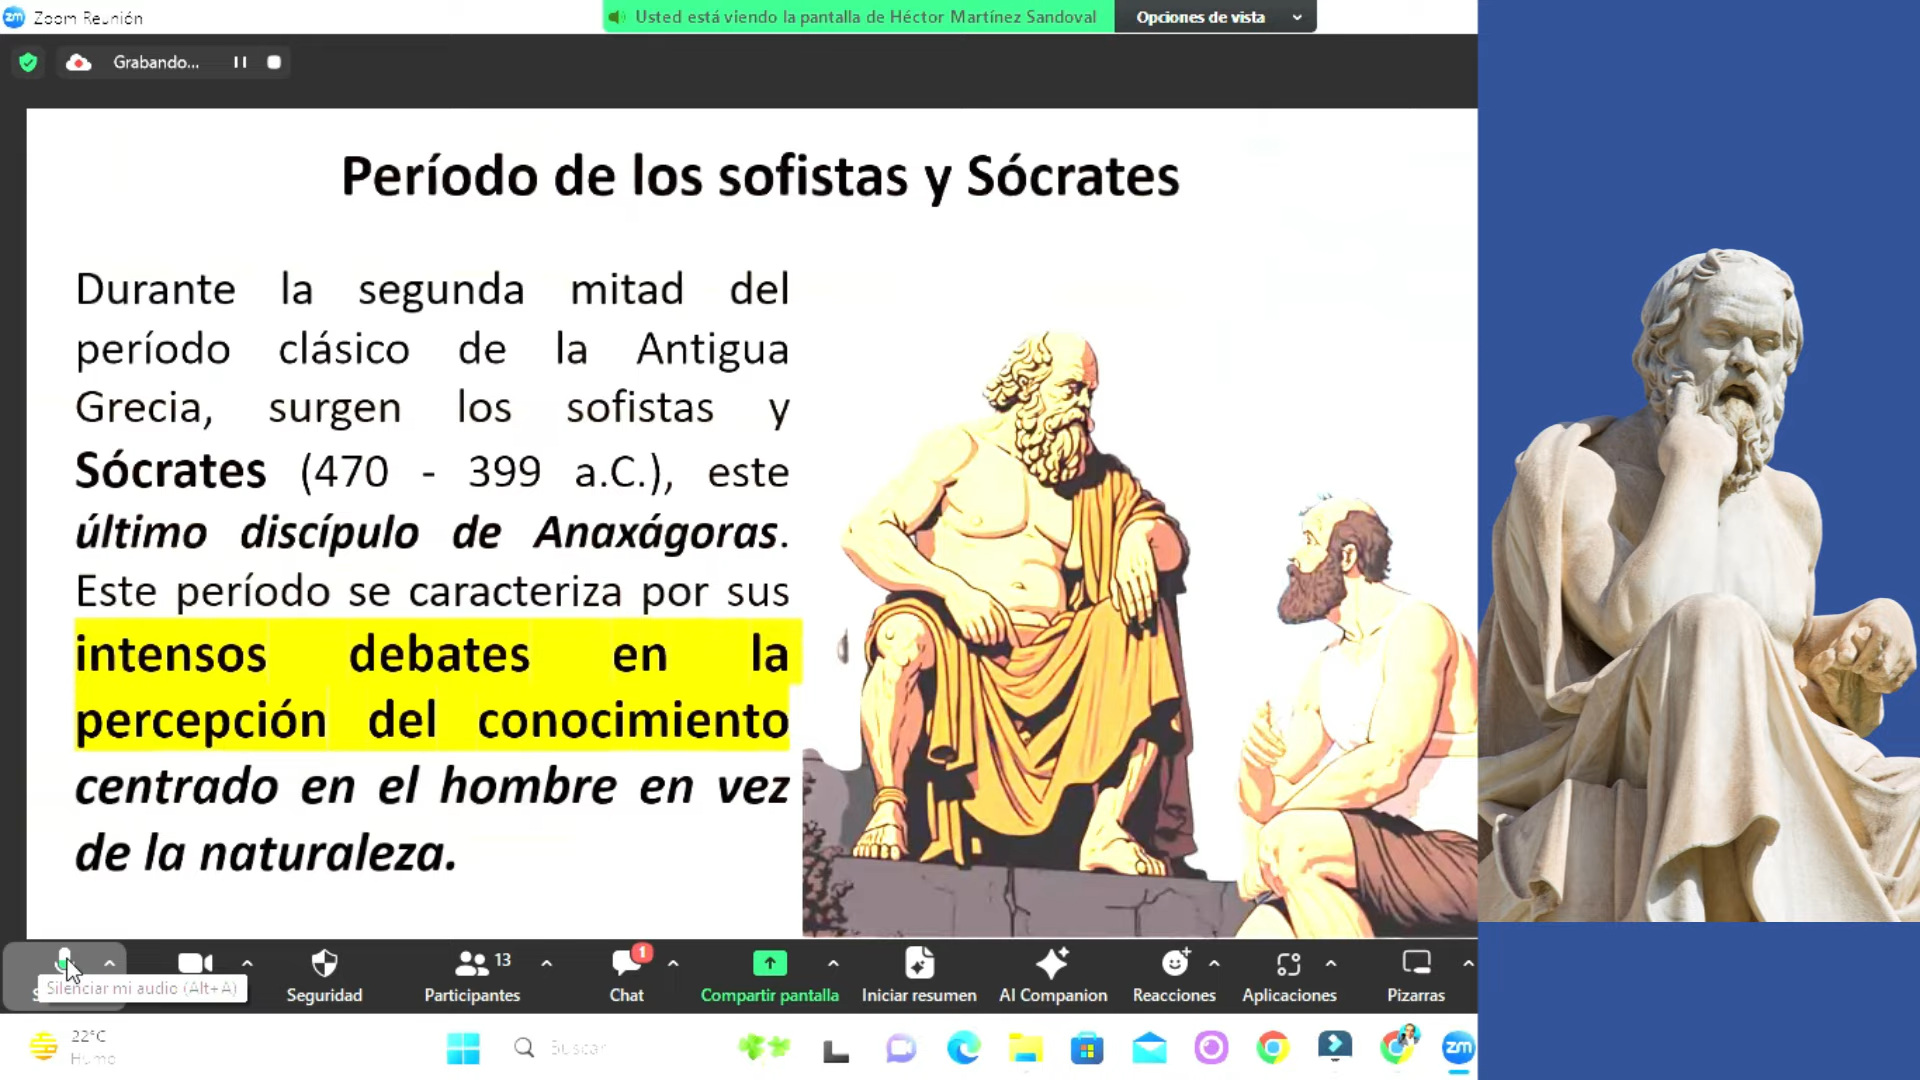 zm Zoom Reunión
Usted está viendo la pantalla de Héctor Martínez Sandoval
Opciones de vista
Grabando...
Período de los sofistas y Sócrates
Durante la segunda mitad del
período clásico de la Antigua
Grecia, surgen los sofistas y
Sócrates (470 - 399 a.C.), este
último discípulo de Anaxágoras.
Este período se caracteriza por sus
intensos debates en la
percepción del conocimiento
centrado en el hombre en vez
de la naturaleza.
13
1
Silenciar mi audio (Alt+A)
Seguridad
Participantes
Chat
Compartir pantalla
Iniciar resumen
AI Companion
Reacciones
Aplicaciones
Pizarras
22°C
Humo
Buscar
zm